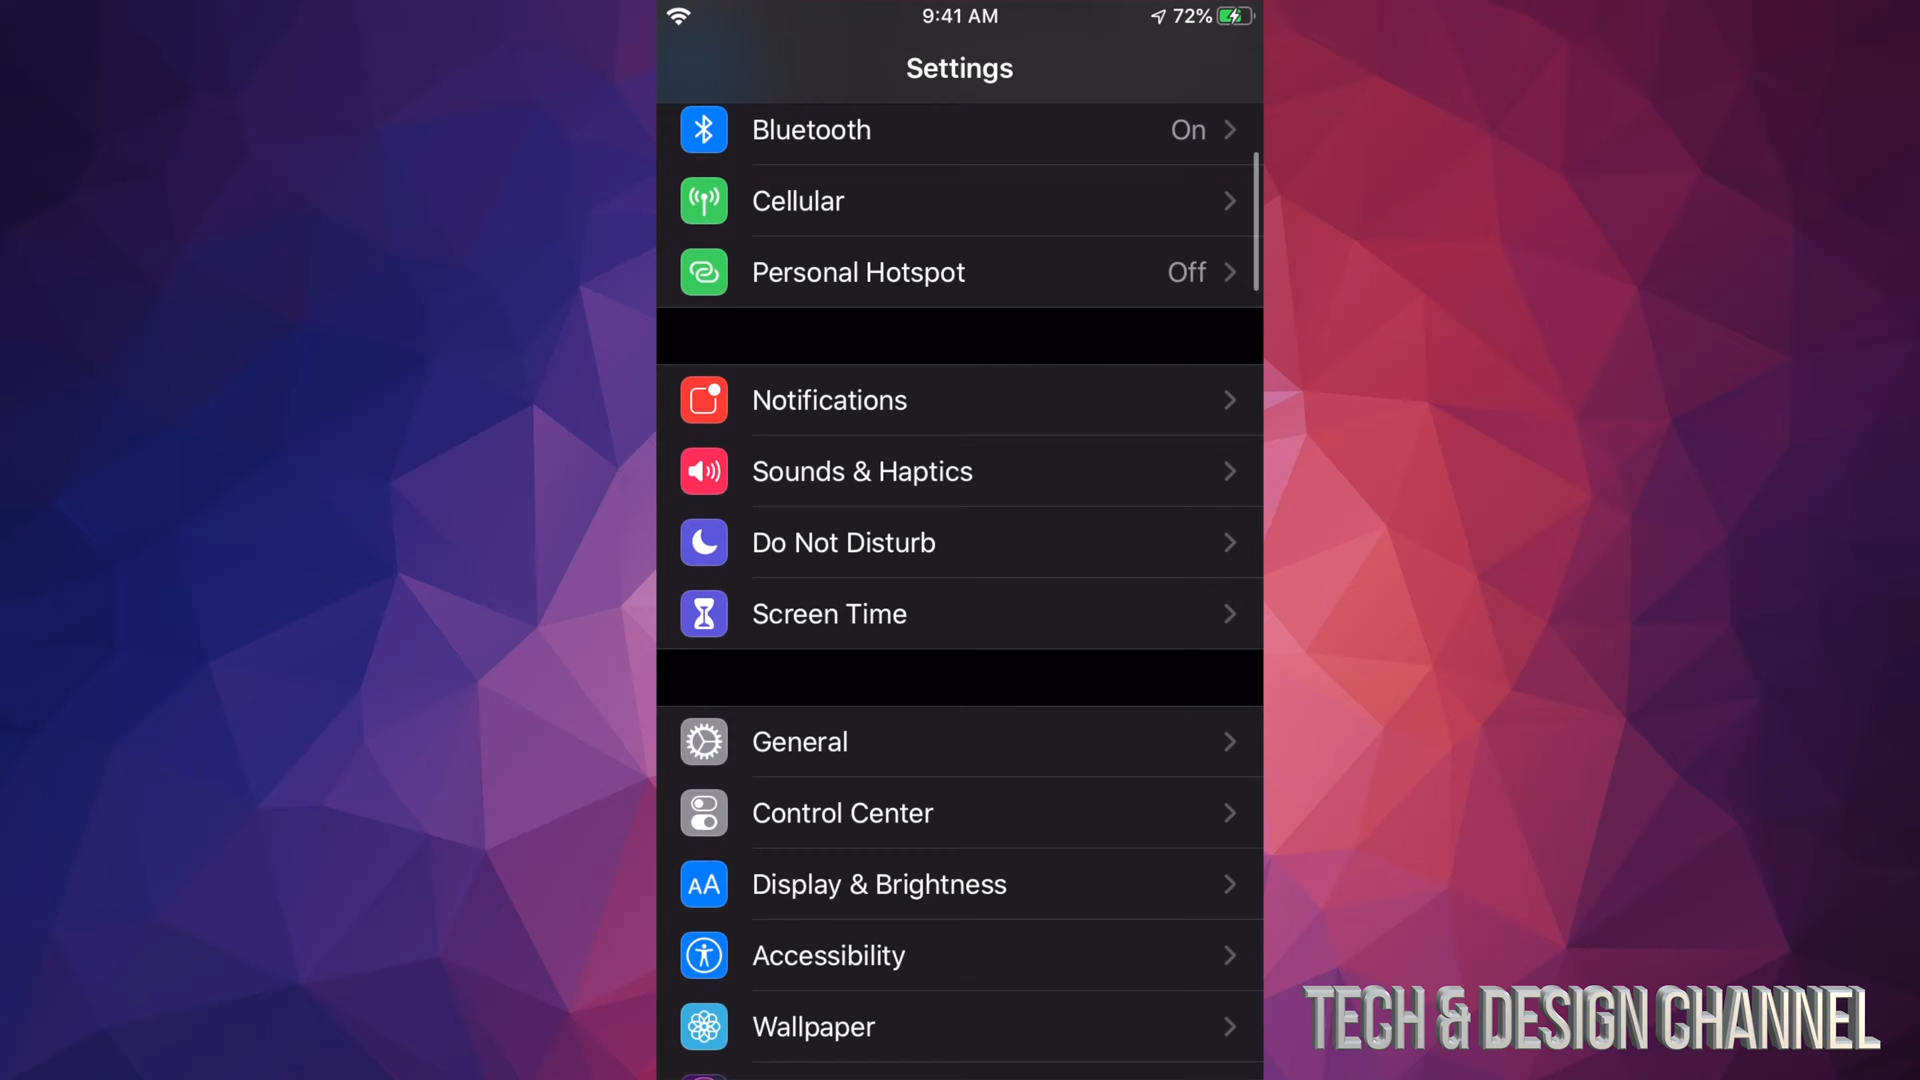 9:41 AM
72%
Settings
Bluetooth On
Cellular
Personal Hotspot Off
Notifications
Sounds & Haptics
Do Not Disturb
Screen Time
General
Control Center
AA Display & Brightness
Accessibility
Wallpaper
TECH & DESIGN CHANNEL